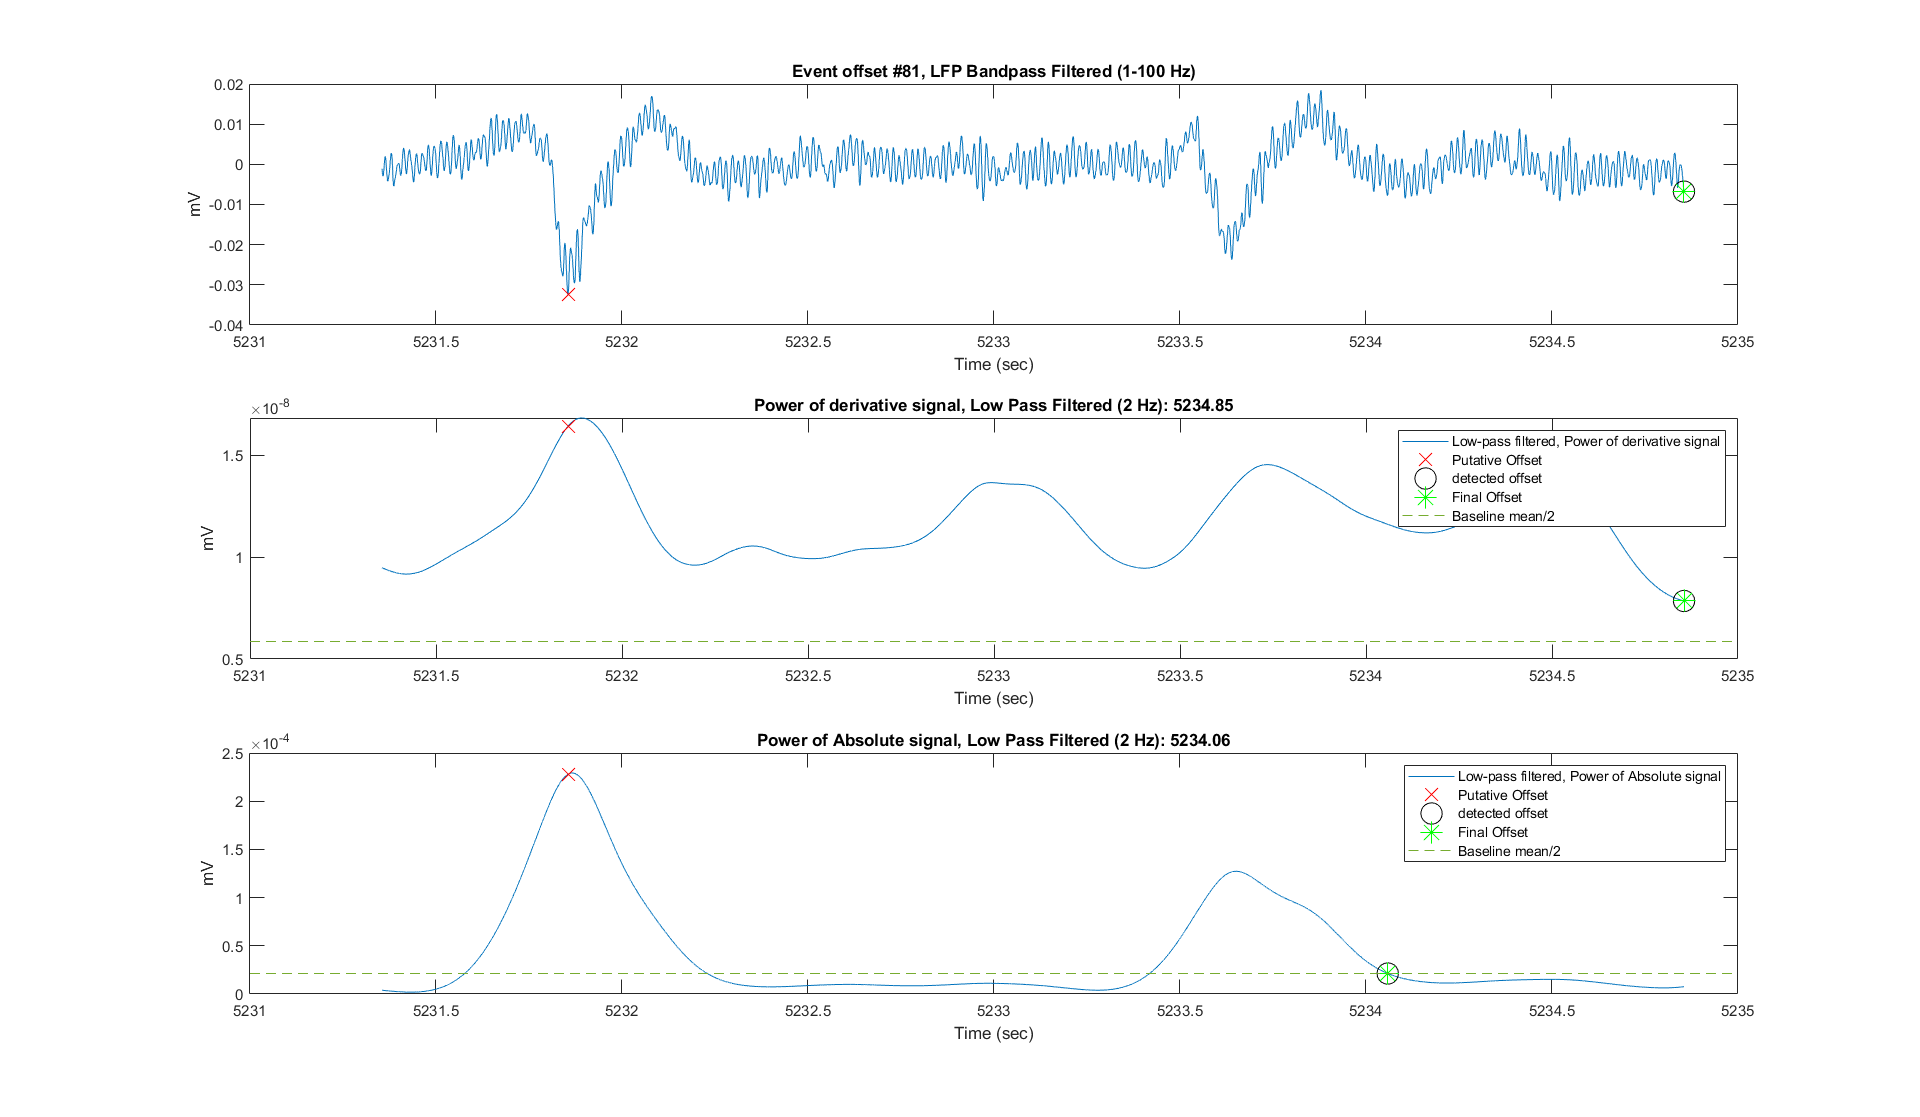 Event offset #81, LFP Bandpass Filtered (1-100 Hz)
0.02
0.01
0
-0.01
-0.02
-0.03
-0.04
mV
5231 5231.5 5232 5232.5 5233 5233.5 5234 5234.5 5235
Time (sec)
Power of derivative signal, Low Pass Filtered (2 Hz): 5234.85
×10^-8
1.5
1
0.5
mV
Low-pass filtered, Power of derivative signal
Putative Offset
detected offset
Final Offset
Baseline mean/2
5231 5231.5 5232 5232.5 5233 5233.5 5234 5234.5 5235
Time (sec)
Power of Absolute signal, Low Pass Filtered (2 Hz): 5234.06
×10^-4
2.5
2
1.5
1
0.5
0
mV
Low-pass filtered, Power of Absolute signal
Putative Offset
detected offset
Final Offset
Baseline mean/2
5231 5231.5 5232 5232.5 5233 5233.5 5234 5234.5 5235
Time (sec)